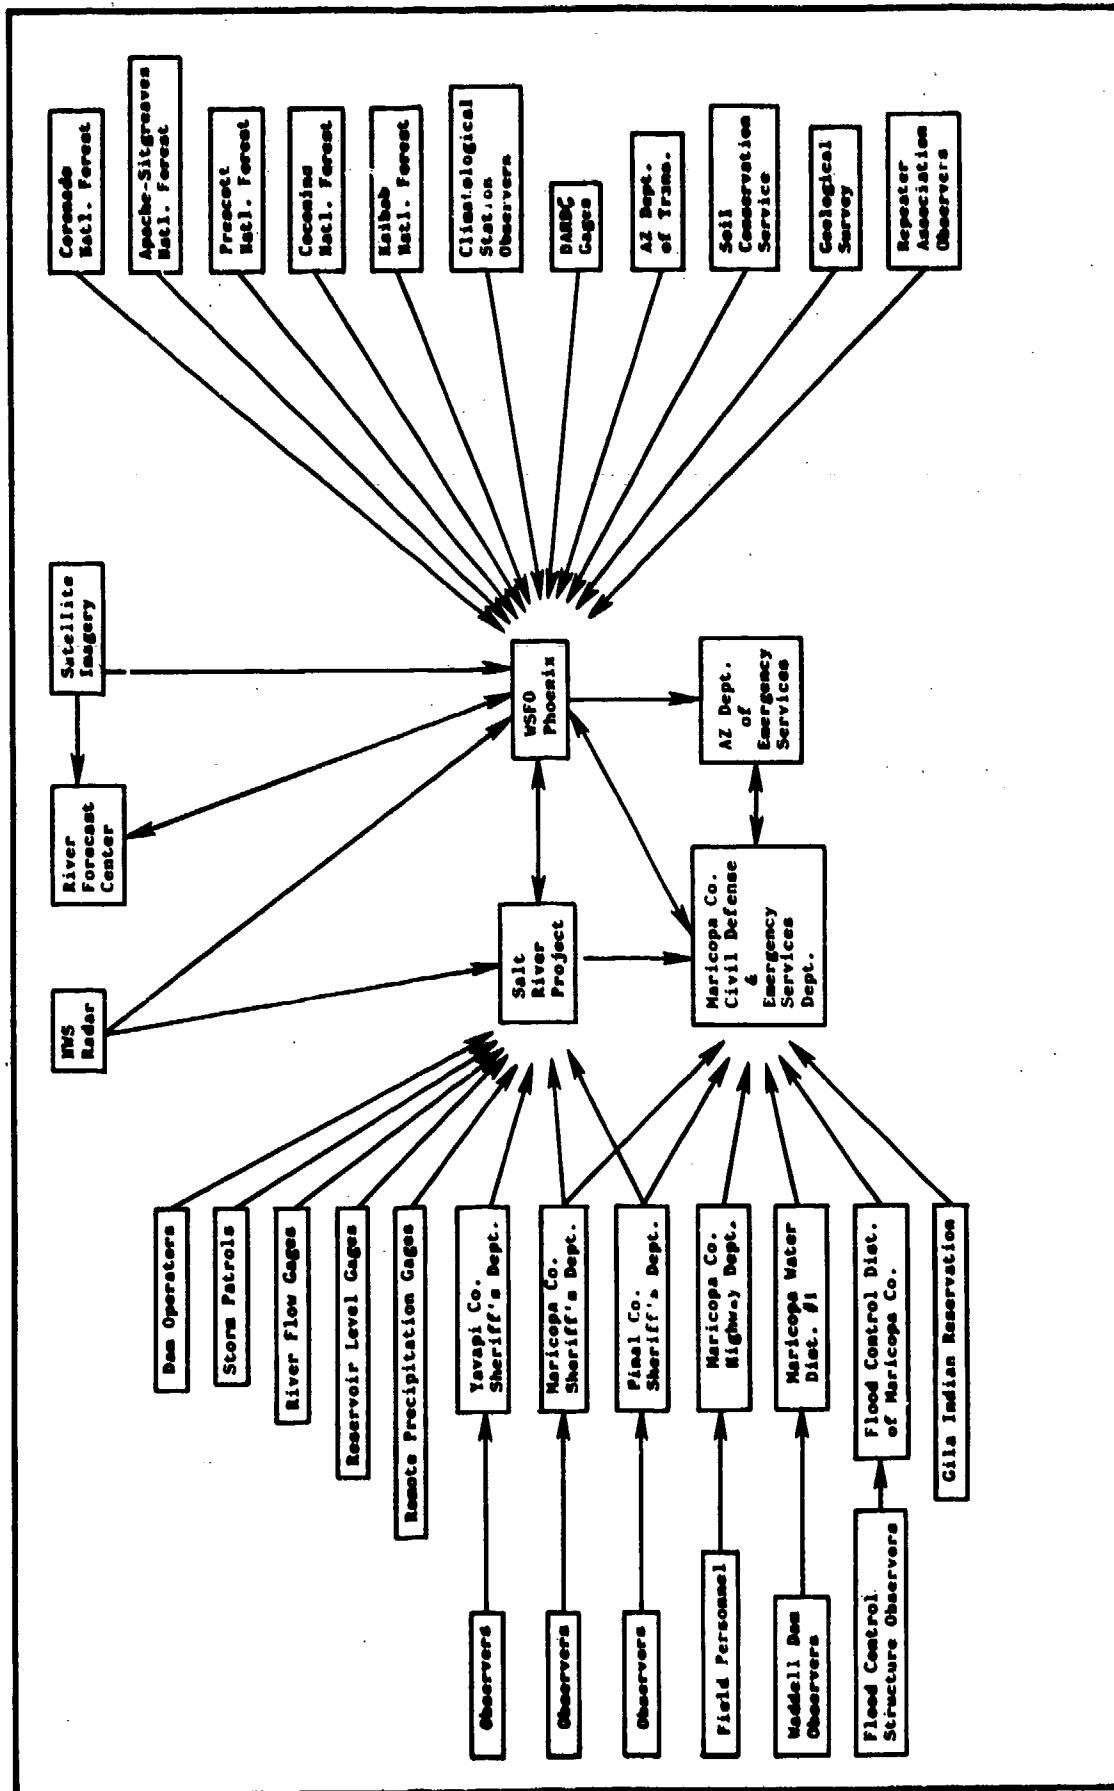 NWS
Radar
River
Forecast
Center
Satellite
Imagery
Dam Operators
Storm Patrols
River Flow Gages
Reservoir Level Gages
Remote Precipitation Gages
Observers
Yavapi Co.
Sheriff's Dept.
Observers
Maricopa Co.
Sheriff's Dept.
Observers
Pinal Co.
Sheriff's Dept.
Field Personnel
Maricopa Co.
Highway Dept.
Waddell Dam
Observers
Maricopa Water
Dist. #1
Flood Control
Structure Observers
Flood Control Dist.
of Maricopa Co.
Gila Indian Reservation
Salt
River
Project
WSFO
Phoenix
Maricopa Co.
Civil Defense
&
Emergency
Services
Dept.
AZ Dept.
of
Emergency
Services
Coronado
Natl. Forest
Apache-Sitgreaves
Natl. Forest
Prescott
Natl. Forest
Coconino
Natl. Forest
Kaibab
Natl. Forest
Climatological
Station
Observers
DARDC
Gages
AZ Dept.
of Trans.
Soil
Conservation
Service
Geological
Survey
Repeater
Association
Observers